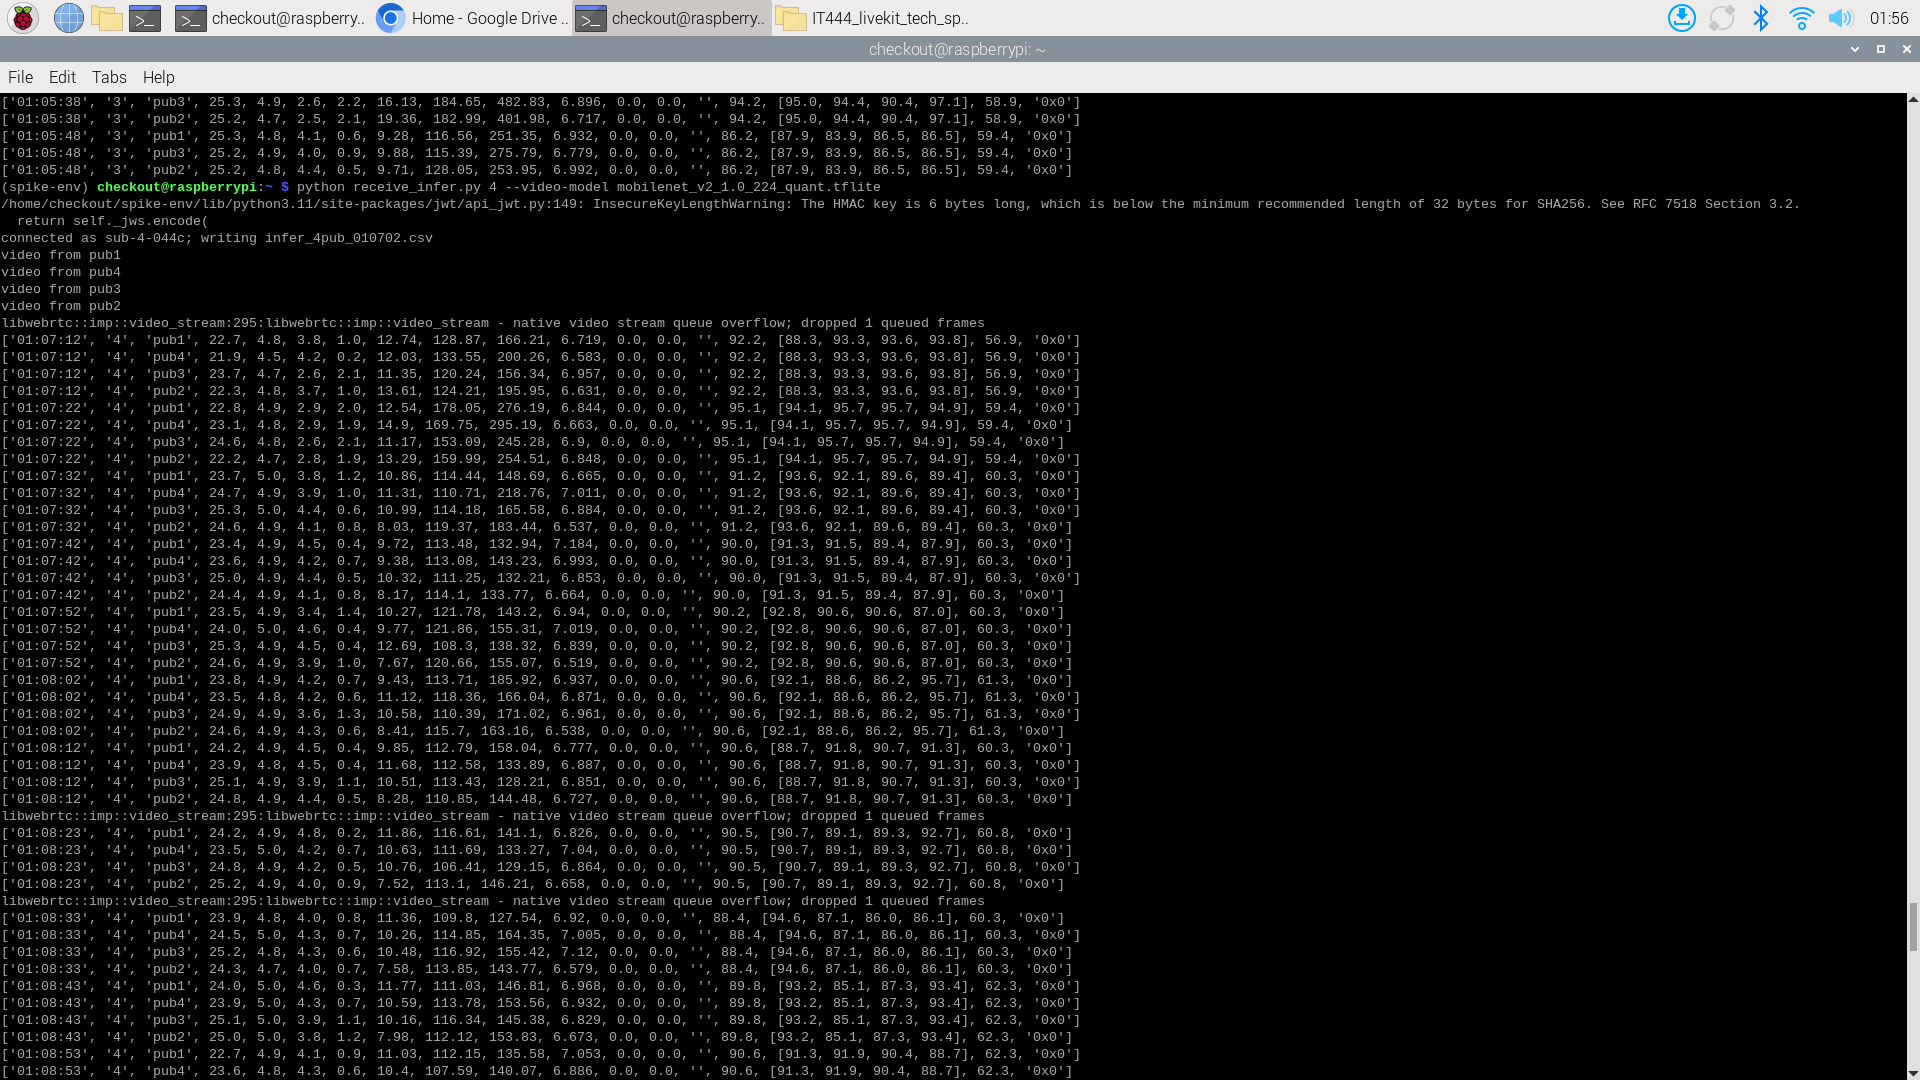 checkout@raspberry..
Home - Google Drive ..
checkout@raspberry..
IT444_livekit_tech_sp..
01:56
checkout@raspberrypi: ~
File Edit Tabs Help
['01:05:38', '3', 'pub3', 25.3, 4.9, 2.6, 2.2, 16.13, 184.65, 482.83, 6.896, 0.0, 0.0, '', 94.2, [95.0, 94.4, 90.4, 97.1], 58.9, '0x0']
['01:05:38', '3', 'pub2', 25.2, 4.7, 2.5, 2.1, 19.36, 182.99, 401.98, 6.717, 0.0, 0.0, '', 94.2, [95.0, 94.4, 90.4, 97.1], 58.9, '0x0']
['01:05:48', '3', 'pub1', 25.3, 4.8, 4.1, 0.6, 9.28, 116.56, 251.35, 6.932, 0.0, 0.0, '', 86.2, [87.9, 83.9, 86.5, 86.5], 59.4, '0x0']
['01:05:48', '3', 'pub3', 25.2, 4.9, 4.0, 0.9, 9.88, 115.39, 275.79, 6.779, 0.0, 0.0, '', 86.2, [87.9, 83.9, 86.5, 86.5], 59.4, '0x0']
['01:05:48', '3', 'pub2', 25.2, 4.8, 4.4, 0.5, 9.71, 128.05, 253.95, 6.992, 0.0, 0.0, '', 86.2, [87.9, 83.9, 86.5, 86.5], 59.4, '0x0']
(spike-env) checkout@raspberrypi:~ $ python receive_infer.py 4 --video-model mobilenet_v2_1.0_224_quant.tflite
/home/checkout/spike-env/lib/python3.11/site-packages/jwt/api_jwt.py:149: InsecureKeyLengthWarning: The HMAC key is 6 bytes long, which is below the minimum recommended length of 32 bytes for SHA256. See RFC 7518 Section 3.2.
  return self._jws.encode(
connected as sub-4-044c; writing infer_4pub_010702.csv
video from pub1
video from pub4
video from pub3
video from pub2
libwebrtc::imp::video_stream:295:libwebrtc::imp::video_stream - native video stream queue overflow; dropped 1 queued frames
['01:07:12', '4', 'pub1', 22.7, 4.8, 3.8, 1.0, 12.74, 128.87, 166.21, 6.719, 0.0, 0.0, '', 92.2, [88.3, 93.3, 93.6, 93.8], 56.9, '0x0']
['01:07:12', '4', 'pub4', 21.9, 4.5, 4.2, 0.2, 12.03, 133.55, 200.26, 6.583, 0.0, 0.0, '', 92.2, [88.3, 93.3, 93.6, 93.8], 56.9, '0x0']
['01:07:12', '4', 'pub3', 23.7, 4.7, 2.6, 2.1, 11.35, 120.24, 156.34, 6.957, 0.0, 0.0, '', 92.2, [88.3, 93.3, 93.6, 93.8], 56.9, '0x0']
['01:07:12', '4', 'pub2', 22.3, 4.8, 3.7, 1.0, 13.61, 124.21, 195.95, 6.631, 0.0, 0.0, '', 92.2, [88.3, 93.3, 93.6, 93.8], 56.9, '0x0']
['01:07:22', '4', 'pub1', 22.8, 4.9, 2.9, 2.0, 12.54, 178.05, 276.19, 6.844, 0.0, 0.0, '', 95.1, [94.1, 95.7, 95.7, 94.9], 59.4, '0x0']
['01:07:22', '4', 'pub4', 23.1, 4.8, 2.9, 1.9, 14.9, 169.75, 295.19, 6.663, 0.0, 0.0, '', 95.1, [94.1, 95.7, 95.7, 94.9], 59.4, '0x0']
['01:07:22', '4', 'pub3', 24.6, 4.8, 2.6, 2.1, 11.17, 153.09, 245.28, 6.9, 0.0, 0.0, '', 95.1, [94.1, 95.7, 95.7, 94.9], 59.4, '0x0']
['01:07:22', '4', 'pub2', 22.2, 4.7, 2.8, 1.9, 13.29, 159.99, 254.51, 6.848, 0.0, 0.0, '', 95.1, [94.1, 95.7, 95.7, 94.9], 59.4, '0x0']
['01:07:32', '4', 'pub1', 23.7, 5.0, 3.8, 1.2, 10.86, 114.44, 148.69, 6.665, 0.0, 0.0, '', 91.2, [93.6, 92.1, 89.6, 89.4], 60.3, '0x0']
['01:07:32', '4', 'pub4', 24.7, 4.9, 3.9, 1.0, 11.31, 110.71, 218.76, 7.011, 0.0, 0.0, '', 91.2, [93.6, 92.1, 89.6, 89.4], 60.3, '0x0']
['01:07:32', '4', 'pub3', 25.3, 5.0, 4.4, 0.6, 10.99, 114.18, 165.58, 6.884, 0.0, 0.0, '', 91.2, [93.6, 92.1, 89.6, 89.4], 60.3, '0x0']
['01:07:32', '4', 'pub2', 24.6, 4.9, 4.1, 0.8, 8.03, 119.37, 183.44, 6.537, 0.0, 0.0, '', 91.2, [93.6, 92.1, 89.6, 89.4], 60.3, '0x0']
['01:07:42', '4', 'pub1', 23.4, 4.9, 4.5, 0.4, 9.72, 113.48, 132.94, 7.184, 0.0, 0.0, '', 90.0, [91.3, 91.5, 89.4, 87.9], 60.3, '0x0']
['01:07:42', '4', 'pub4', 23.6, 4.9, 4.2, 0.7, 9.38, 113.08, 143.23, 6.993, 0.0, 0.0, '', 90.0, [91.3, 91.5, 89.4, 87.9], 60.3, '0x0']
['01:07:42', '4', 'pub3', 25.0, 4.9, 4.4, 0.5, 10.32, 111.25, 132.21, 6.853, 0.0, 0.0, '', 90.0, [91.3, 91.5, 89.4, 87.9], 60.3, '0x0']
['01:07:42', '4', 'pub2', 24.4, 4.9, 4.1, 0.8, 8.17, 114.1, 133.77, 6.664, 0.0, 0.0, '', 90.0, [91.3, 91.5, 89.4, 87.9], 60.3, '0x0']
['01:07:52', '4', 'pub1', 23.5, 4.9, 3.4, 1.4, 10.27, 121.78, 143.2, 6.94, 0.0, 0.0, '', 90.2, [92.8, 90.6, 90.6, 87.0], 60.3, '0x0']
['01:07:52', '4', 'pub4', 24.0, 5.0, 4.6, 0.4, 9.77, 121.86, 155.31, 7.019, 0.0, 0.0, '', 90.2, [92.8, 90.6, 90.6, 87.0], 60.3, '0x0']
['01:07:52', '4', 'pub3', 25.3, 4.9, 4.5, 0.4, 12.69, 108.3, 138.32, 6.839, 0.0, 0.0, '', 90.2, [92.8, 90.6, 90.6, 87.0], 60.3, '0x0']
['01:07:52', '4', 'pub2', 24.6, 4.9, 3.9, 1.0, 7.67, 120.66, 155.07, 6.519, 0.0, 0.0, '', 90.2, [92.8, 90.6, 90.6, 87.0], 60.3, '0x0']
['01:08:02', '4', 'pub1', 23.8, 4.9, 4.2, 0.7, 9.43, 113.71, 185.92, 6.937, 0.0, 0.0, '', 90.6, [92.1, 88.6, 86.2, 95.7], 61.3, '0x0']
['01:08:02', '4', 'pub4', 23.5, 4.8, 4.2, 0.6, 11.12, 118.36, 166.04, 6.871, 0.0, 0.0, '', 90.6, [92.1, 88.6, 86.2, 95.7], 61.3, '0x0']
['01:08:02', '4', 'pub3', 24.9, 4.9, 3.6, 1.3, 10.58, 110.39, 171.02, 6.961, 0.0, 0.0, '', 90.6, [92.1, 88.6, 86.2, 95.7], 61.3, '0x0']
['01:08:02', '4', 'pub2', 24.6, 4.9, 4.3, 0.6, 8.41, 115.7, 163.16, 6.538, 0.0, 0.0, '', 90.6, [92.1, 88.6, 86.2, 95.7], 61.3, '0x0']
['01:08:12', '4', 'pub1', 24.2, 4.9, 4.5, 0.4, 9.85, 112.79, 158.04, 6.777, 0.0, 0.0, '', 90.6, [88.7, 91.8, 90.7, 91.3], 60.3, '0x0']
['01:08:12', '4', 'pub4', 23.9, 4.8, 4.5, 0.4, 11.68, 112.58, 133.89, 6.887, 0.0, 0.0, '', 90.6, [88.7, 91.8, 90.7, 91.3], 60.3, '0x0']
['01:08:12', '4', 'pub3', 25.1, 4.9, 3.9, 1.1, 10.51, 113.43, 128.21, 6.851, 0.0, 0.0, '', 90.6, [88.7, 91.8, 90.7, 91.3], 60.3, '0x0']
['01:08:12', '4', 'pub2', 24.8, 4.9, 4.4, 0.5, 8.28, 110.85, 144.48, 6.727, 0.0, 0.0, '', 90.6, [88.7, 91.8, 90.7, 91.3], 60.3, '0x0']
libwebrtc::imp::video_stream:295:libwebrtc::imp::video_stream - native video stream queue overflow; dropped 1 queued frames
['01:08:23', '4', 'pub1', 24.2, 4.9, 4.8, 0.2, 11.86, 116.61, 141.1, 6.826, 0.0, 0.0, '', 90.5, [90.7, 89.1, 89.3, 92.7], 60.8, '0x0']
['01:08:23', '4', 'pub4', 23.5, 5.0, 4.2, 0.7, 10.63, 111.69, 133.27, 7.04, 0.0, 0.0, '', 90.5, [90.7, 89.1, 89.3, 92.7], 60.8, '0x0']
['01:08:23', '4', 'pub3', 24.8, 4.9, 4.2, 0.5, 10.76, 106.41, 129.15, 6.864, 0.0, 0.0, '', 90.5, [90.7, 89.1, 89.3, 92.7], 60.8, '0x0']
['01:08:23', '4', 'pub2', 25.2, 4.9, 4.0, 0.9, 7.52, 113.1, 146.21, 6.658, 0.0, 0.0, '', 90.5, [90.7, 89.1, 89.3, 92.7], 60.8, '0x0']
libwebrtc::imp::video_stream:295:libwebrtc::imp::video_stream - native video stream queue overflow; dropped 1 queued frames
['01:08:33', '4', 'pub1', 23.9, 4.8, 4.0, 0.8, 11.36, 109.8, 127.54, 6.92, 0.0, 0.0, '', 88.4, [94.6, 87.1, 86.0, 86.1], 60.3, '0x0']
['01:08:33', '4', 'pub4', 24.5, 5.0, 4.3, 0.7, 10.26, 114.85, 164.35, 7.005, 0.0, 0.0, '', 88.4, [94.6, 87.1, 86.0, 86.1], 60.3, '0x0']
['01:08:33', '4', 'pub3', 25.2, 4.8, 4.3, 0.6, 10.48, 116.92, 155.42, 7.12, 0.0, 0.0, '', 88.4, [94.6, 87.1, 86.0, 86.1], 60.3, '0x0']
['01:08:33', '4', 'pub2', 24.3, 4.7, 4.0, 0.7, 7.58, 113.85, 143.77, 6.579, 0.0, 0.0, '', 88.4, [94.6, 87.1, 86.0, 86.1], 60.3, '0x0']
['01:08:43', '4', 'pub1', 24.0, 5.0, 4.6, 0.3, 11.77, 111.03, 146.81, 6.968, 0.0, 0.0, '', 89.8, [93.2, 85.1, 87.3, 93.4], 62.3, '0x0']
['01:08:43', '4', 'pub4', 23.9, 5.0, 4.3, 0.7, 10.59, 113.78, 153.56, 6.932, 0.0, 0.0, '', 89.8, [93.2, 85.1, 87.3, 93.4], 62.3, '0x0']
['01:08:43', '4', 'pub3', 25.1, 5.0, 3.9, 1.1, 10.16, 116.34, 145.38, 6.829, 0.0, 0.0, '', 89.8, [93.2, 85.1, 87.3, 93.4], 62.3, '0x0']
['01:08:43', '4', 'pub2', 25.0, 5.0, 3.8, 1.2, 7.98, 112.12, 153.83, 6.673, 0.0, 0.0, '', 89.8, [93.2, 85.1, 87.3, 93.4], 62.3, '0x0']
['01:08:53', '4', 'pub1', 22.7, 4.9, 4.1, 0.9, 11.03, 112.15, 135.58, 7.053, 0.0, 0.0, '', 90.6, [91.3, 91.9, 90.4, 88.7], 62.3, '0x0']
['01:08:53', '4', 'pub4', 23.6, 4.8, 4.3, 0.6, 10.4, 107.59, 140.07, 6.886, 0.0, 0.0, '', 90.6, [91.3, 91.9, 90.4, 88.7], 62.3, '0x0']